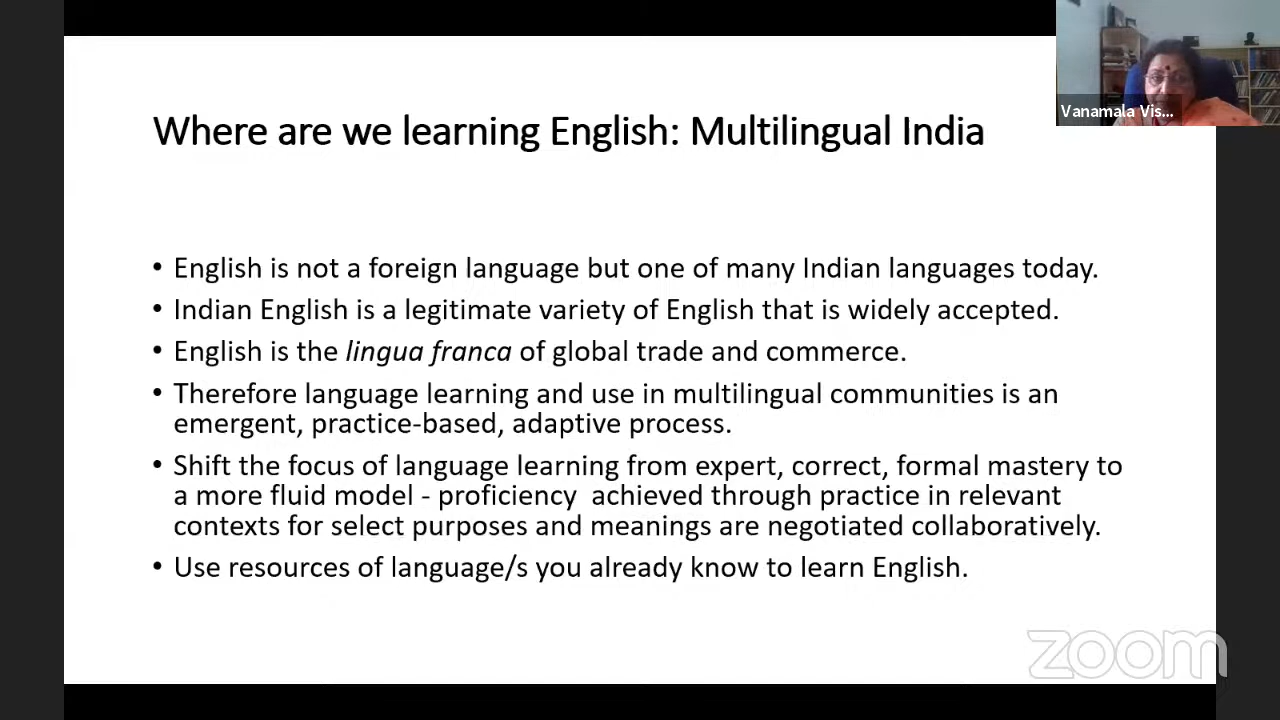 Vanamala Vis...
Where are we learning English: Multilingual India
• English is not a foreign language but one of many Indian languages today.
• Indian English is a legitimate variety of English that is widely accepted.
• English is the lingua franca of global trade and commerce.
• Therefore language learning and use in multilingual communities is an
emergent, practice-based, adaptive process.
• Shift the focus of language learning from expert, correct, formal mastery to
a more fluid model - proficiency  achieved through practice in relevant
contexts for select purposes and meanings are negotiated collaboratively.
• Use resources of language/s you already know to learn English.
zoom